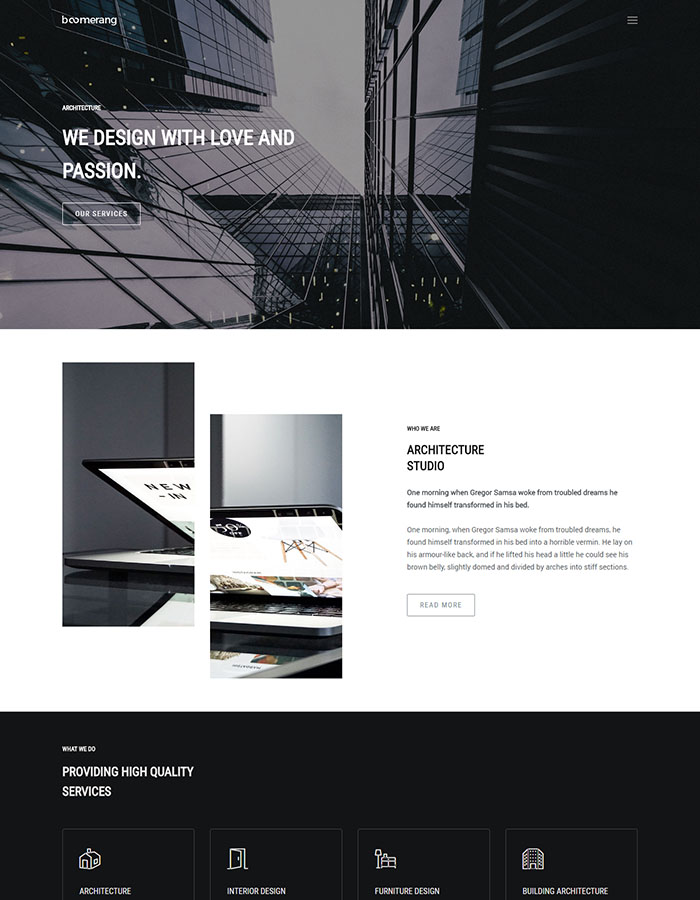 boomerang
ARCHITECTURE
WE DESIGN WITH LOVE AND
PASSION.
OUR SERVICES
NEW
-IN
50%
WHO WE ARE
ARCHITECTURE
STUDIO
One morning when Gregor Samsa woke from troubled dreams he
found himself transformed in his bed.
One morning, when Gregor Samsa woke from troubled dreams, he
found himself transformed in his bed into a horrible vermin. He lay on
his armour-like back, and if he lifted his head a little he could see his
brown belly, slightly domed and divided by arches into stiff sections.
READ MORE
WHAT WE DO
PROVIDING HIGH QUALITY
SERVICES
ARCHITECTURE
INTERIOR DESIGN
FURNITURE DESIGN
BUILDING ARCHITECTURE